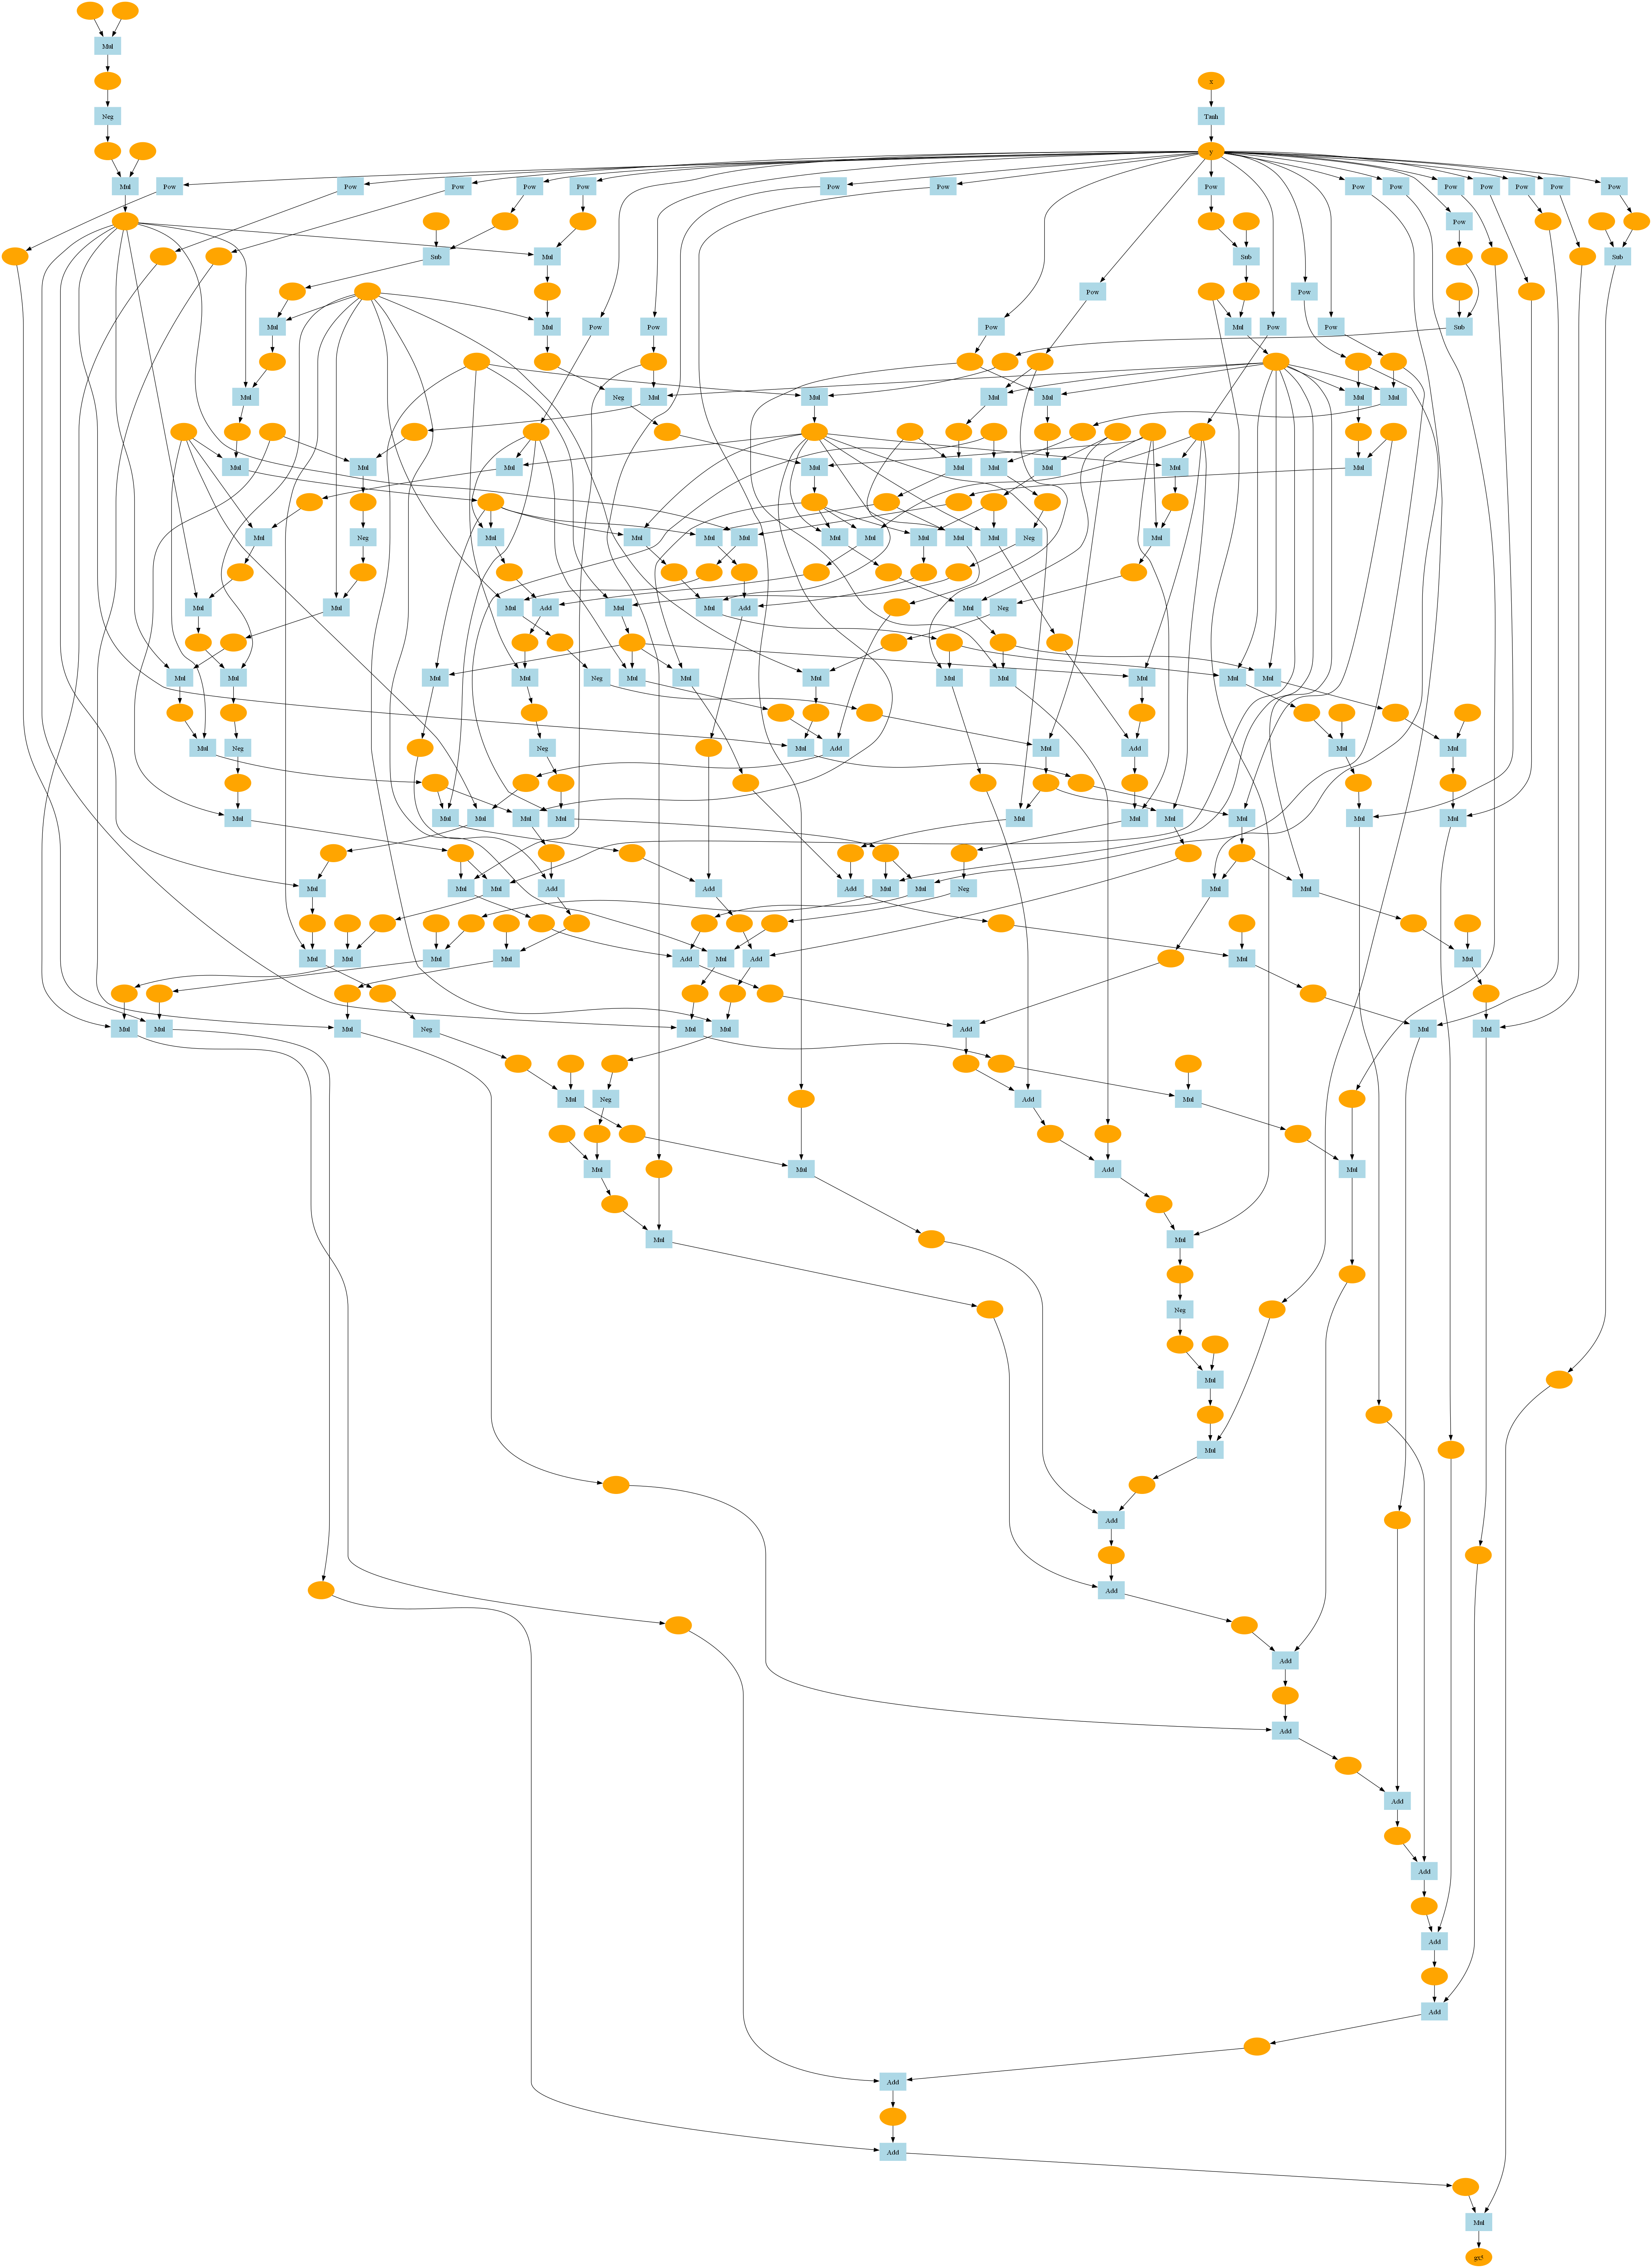 Mul
x
Neg Tanh
y
Mul Pow Pow Pow Pow Pow Pow Pow Pow Pow Pow Pow Pow Pow Pow Pow
Pow
Sub Mul Sub Sub
Pow Pow
Mul Mul Pow Pow Pow Mul Pow Pow Sub
Mul Neg Mul Mul Mul Mul Mul Mul
Mul Mul Mul Mul Mul Mul Mul Mul Mul
Mul Neg Mul Mul Mul Mul Mul Mul Mul Mul Mul Neg Mul
Mul Mul Mul Add Mul Mul Add Mul Neg
Mul Mul Mul Mul Neg Mul Mul Mul Mul Mul Mul Mul Mul
Mul Neg Neg Mul Add Mul Add Mul Mul
Mul Mul Mul Mul Mul Mul Mul Mul Mul Mul Mul
Mul Mul Mul Add Add Add Mul Mul Neg Mul Mul
Mul Mul Mul Mul Add Mul Add Mul Mul
Mul Mul Mul Neg Mul Mul Add Mul Mul
Mul Neg Add Mul
Mul Mul Add Mul
Mul Mul
Neg
Mul
Mul
Add
Add
Add
Add
Add
Add
Add
Add
Add
Add
Mul